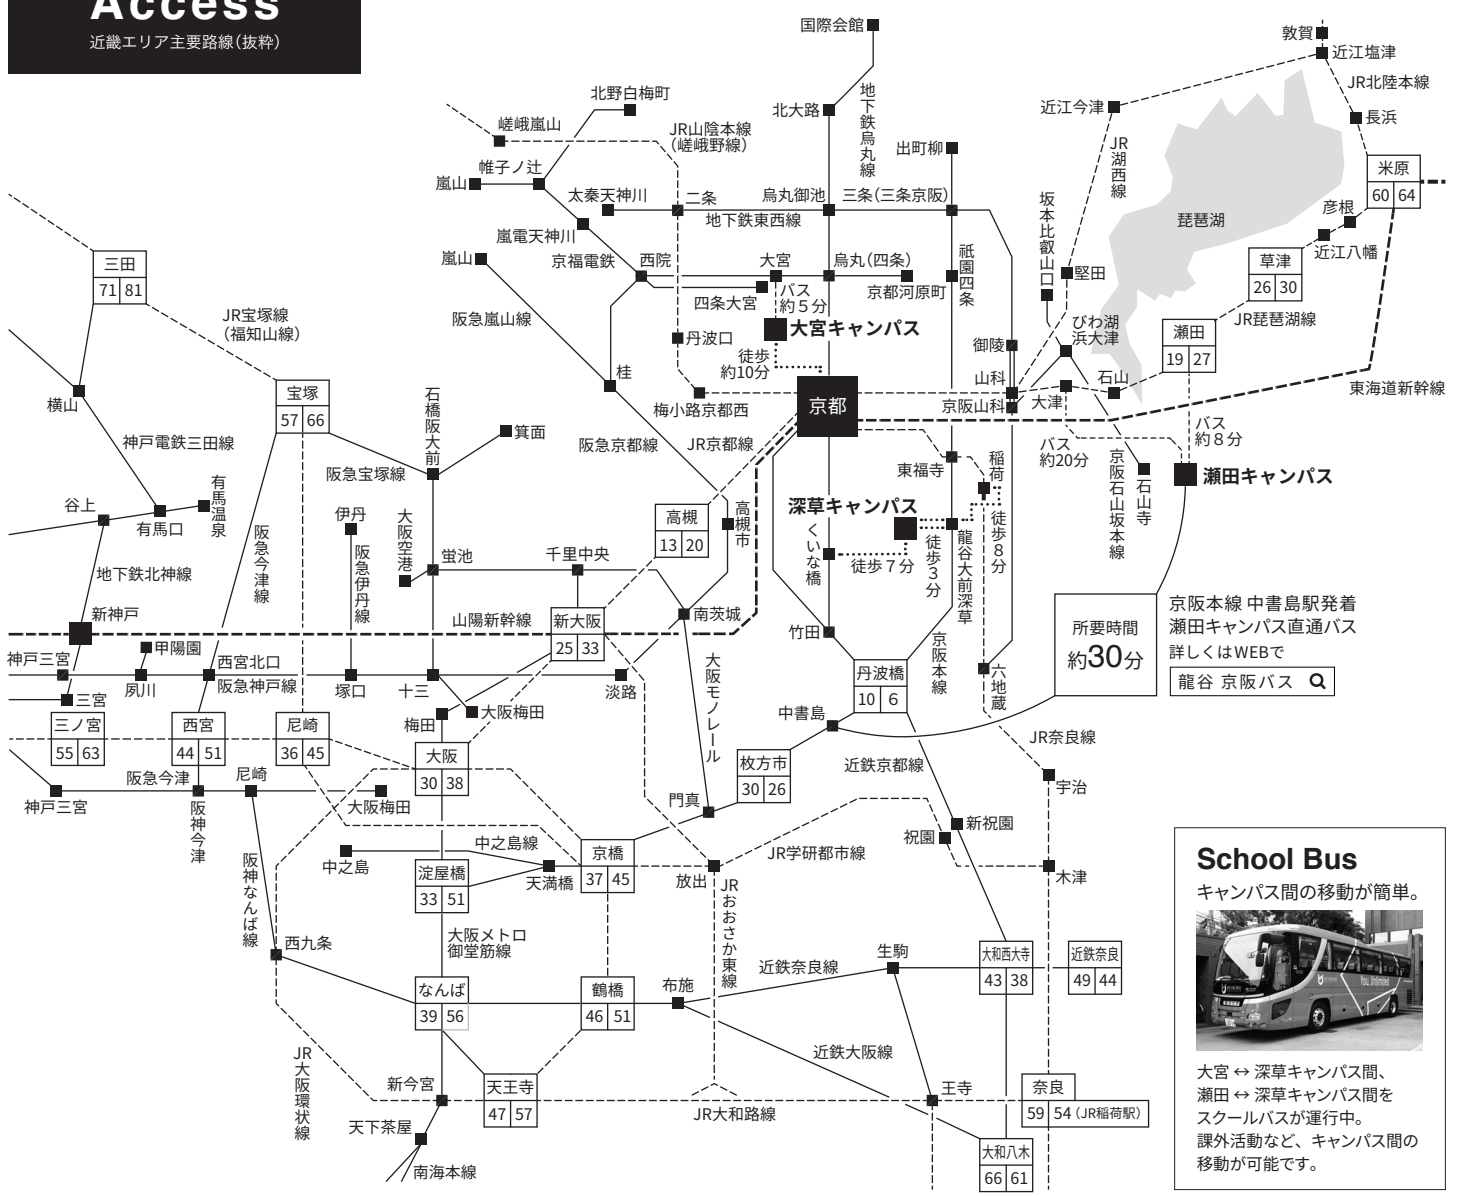 Access
近畿エリア主要路線（抜粋）
国際会館
地下鉄烏丸線
北大路
北野白梅町
嵯峨嵐山
JR山陰本線
（嵯峨野線）
帷子ノ辻
嵐山
太秦天神川
二条
烏丸御池
三条（三条京阪）
出町柳
地下鉄東西線
嵐電天神川
京福電鉄
嵐山
西院
大宮
烏丸（四条）
京都河原町
祇園四条
四条大宮
バス
約5分
大宮キャンパス
阪急嵐山線
丹波口
徒歩
約10分
桂
梅小路京都西
京都
御陵
山科
京阪山科
敦賀
近江塩津
JR北陸本線
近江今津
長浜
JR湖西線
米原
60 64
彦根
近江八幡
琵琶湖
坂本比叡山口
堅田
草津
26 30
JR琵琶湖線
びわ湖
浜大津
瀬田
19 27
大津
石山
東海道新幹線
バス
約8分
バス
約20分
瀬田キャンパス
京阪石山坂本線
石山寺
三田
71 81
JR宝塚線
（福知山線）
横山
宝塚
57 66
神戸電鉄三田線
石橋阪大前
箕面
阪急宝塚線
阪急京都線
JR京都線
谷上
有馬口
有馬温泉
阪急今津線
伊丹
阪急伊丹線
大阪空港
蛍池
千里中央
高槻
13 20
高槻市
東福寺
稲荷
深草キャンパス
くいな橋
徒歩7分
徒歩3分
龍谷大前深草
徒歩8分
地下鉄北神線
新神戸
山陽新幹線
新大阪
25 33
南茨城
竹田
神戸三宮
甲陽園
夙川
西宮北口
阪急神戸線
塚口
十三
淡路
三宮
大阪モノレール
丹波橋
10 6
京阪本線
六地蔵
所要時間
約30分
京阪本線 中書島駅発着
瀬田キャンパス直通バス
詳しくはWEBで
龍谷 京阪バス
三ノ宮
55 63
西宮
44 51
尼崎
36 45
梅田
大阪梅田
大阪
30 38
中書島
JR奈良線
枚方市
30 26
近鉄京都線
宇治
神戸三宮
阪急今津
阪神今津
尼崎
大阪梅田
門真
中之島線
中之島
淀屋橋
33 51
天満橋
京橋
37 45
放出
JR学研都市線
祝園
新祝園
木津
阪神なんば線
西九条
大阪メトロ
御堂筋線
JRおおさか東線
なんば
39 56
鶴橋
46 51
布施
近鉄奈良線
生駒
大和西大寺
43 38
近鉄奈良
49 44
JR大阪環状線
新今宮
天王寺
47 57
近鉄大阪線
JR大和路線
王寺
奈良
59 54（JR稲荷駅）
天下茶屋
南海本線
大和八木
66 61
School Bus
キャンパス間の移動が簡単。
You, Unlimited
大宮 ↔ 深草キャンパス間、
瀬田 ↔ 深草キャンパス間を
スクールバスが運行中。
課外活動など、キャンパス間の
移動が可能です。